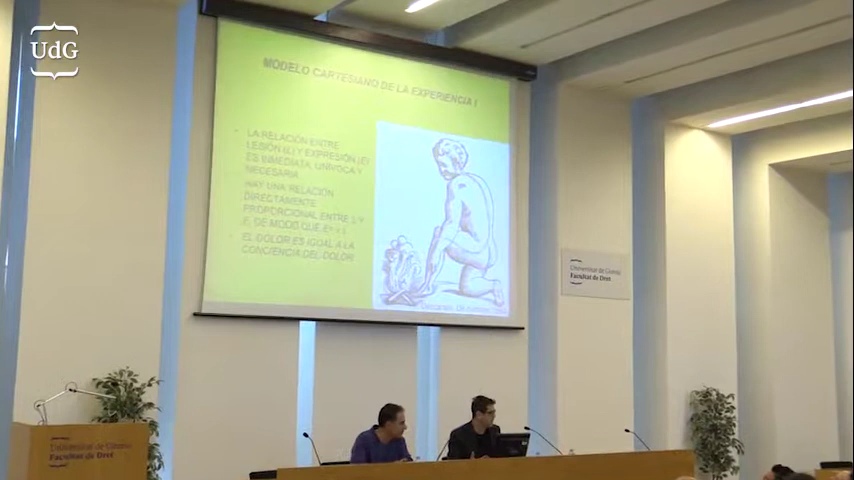 UdG
MODELO CARTESIANO DE LA EXPERIENCIA I
LA RELACIÓN ENTRE
LESIÓN (L) Y EXPRESIÓN (E)
ES INMEDIATA, UNÍVOCA Y
NECESARIA
HAY UNA RELACIÓN
DIRECTAMENTE
PROPORCIONAL ENTRE L Y
E, DE MODO QUE
EL DOLOR ES IGUAL A LA
CONCIENCIA DEL DOLOR
Descartes,
Universitat de Girona
Facultat de Dret
Universitat de Girona
Facultat de Dret